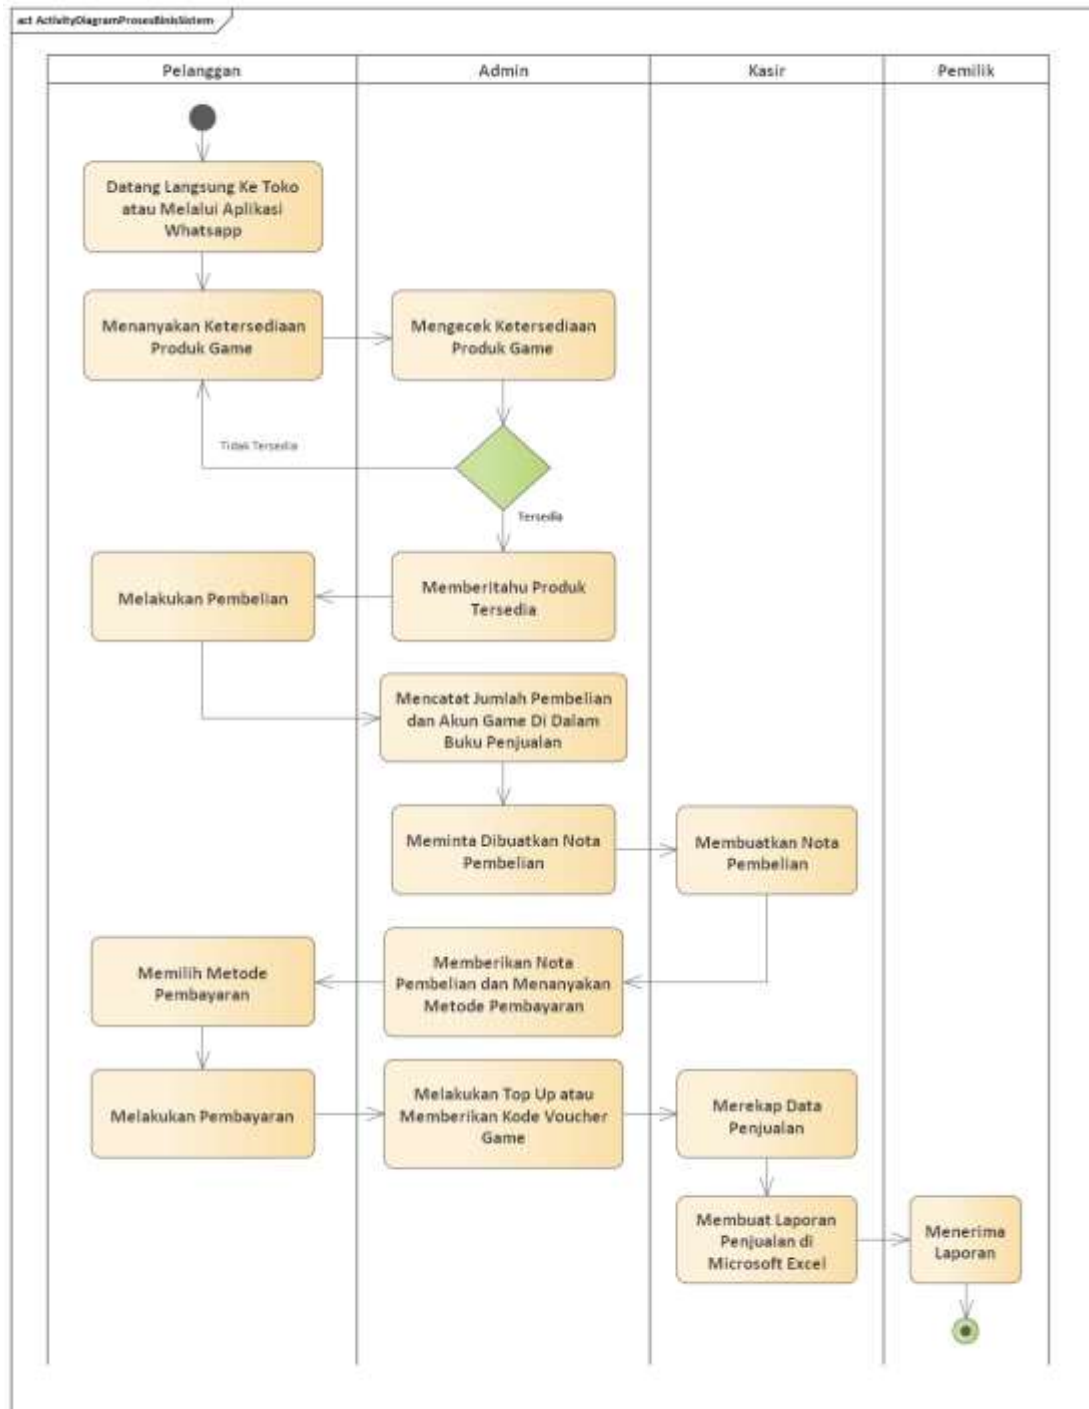 act ActivityDiagramProsesBinisSistem
Pelanggan
Admin
Kasir
Pemilik
Datang Langsung Ke Toko
atau Melalui Aplikasi
Whatsapp
Menanyakan Ketersediaan
Produk Game
Mengecek Ketersediaan
Produk Game
Tidak Tersedia
Tersedia
Melakukan Pembelian
Memberitahu Produk
Tersedia
Mencatat Jumlah Pembelian
dan Akun Game Di Dalam
Buku Penjualan
Meminta Dibuatkan Nota
Pembelian
Membuatkan Nota
Pembelian
Memilih Metode
Pembayaran
Memberikan Nota
Pembelian dan Menanyakan
Metode Pembayaran
Melakukan Pembayaran
Melakukan Top Up atau
Memberikan Kode Voucher
Game
Merekap Data
Penjualan
Membuat Laporan
Penjualan di
Microsoft Excel
Menerima
Laporan